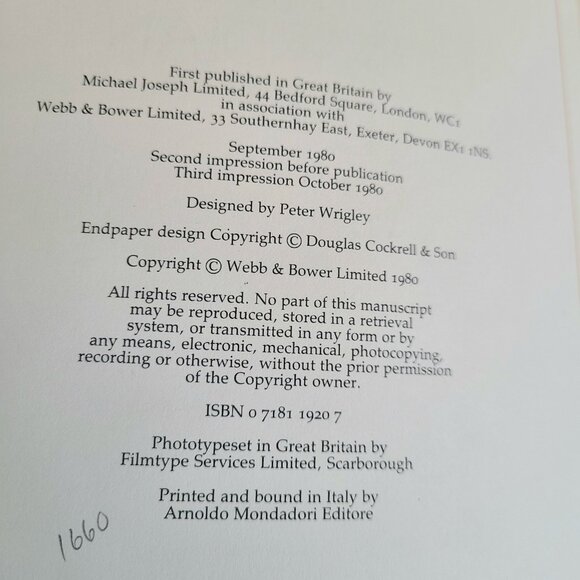 First published in Great Britain by
Michael Joseph Limited, 44 Bedford Square, London, WC1
in association with
Webb & Bower Limited, 33 Southernhay East, Exeter, Devon EX1 1NS.
September 1980
Second impression before publication
Third impression October 1980
Designed by Peter Wrigley
Endpaper design Copyright © Douglas Cockrell & Son
Copyright © Webb & Bower Limited 1980
All rights reserved. No part of this manuscript
may be reproduced, stored in a retrieval
system, or transmitted in any form or by
any means, electronic, mechanical, photocopying,
recording or otherwise, without the prior permission
of the Copyright owner.
ISBN 0 7181 1920 7
Phototypeset in Great Britain by
Filmtype Services Limited, Scarborough
Printed and bound in Italy by
Arnoldo Mondadori Editore
1660